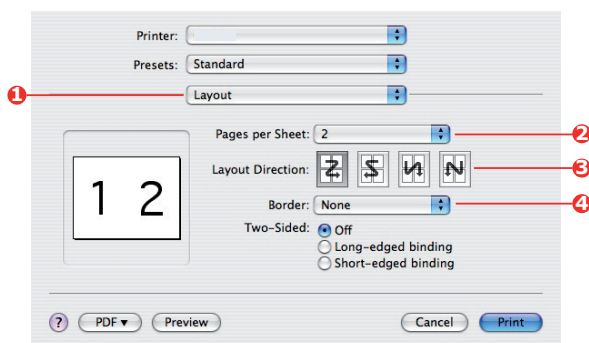 Printer:
Presets: Standard
1 Layout
Pages per Sheet: 2 2
Layout Direction: 3
1 2
Border: None 4
Two-Sided: Off
Long-edged binding
Short-edged binding
? PDF▼ Preview Cancel Print